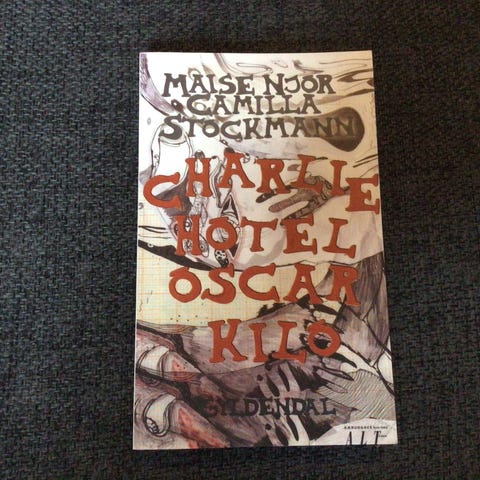 MAISE NJOR
& CAMILLA
STOCKMANN
CHARLIE
HOTEL
OSCAR
KILO
GYLDENDAL
A.L.T